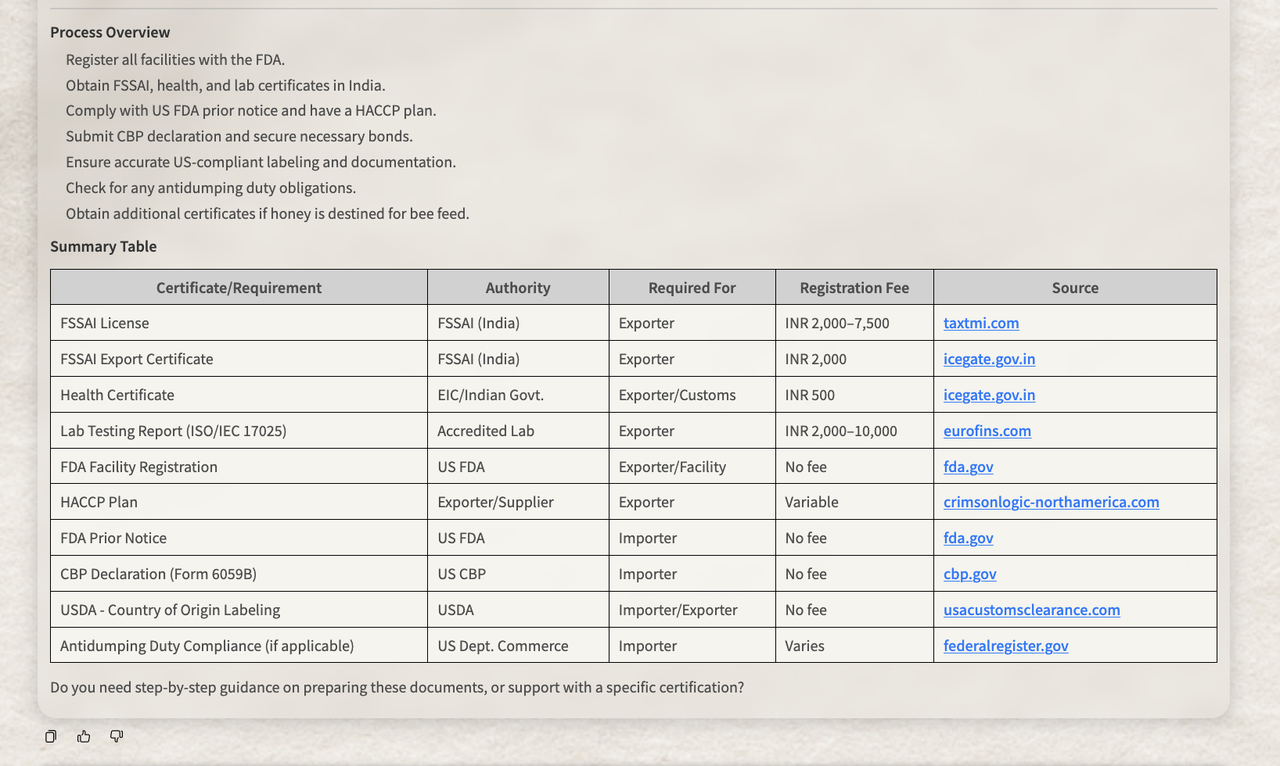 Process Overview
Register all facilities with the FDA.
Obtain FSSAI, health, and lab certificates in India.
Comply with US FDA prior notice and have a HACCP plan.
Submit CBP declaration and secure necessary bonds.
Ensure accurate US-compliant labeling and documentation.
Check for any antidumping duty obligations.
Obtain additional certificates if honey is destined for bee feed.
Summary Table
Certificate/Requirement Authority Required For Registration Fee Source
FSSAI License FSSAI (India) Exporter INR 2,000–7,500 taxtmi.com
FSSAI Export Certificate FSSAI (India) Exporter INR 2,000 icegate.gov.in
Health Certificate EIC/Indian Govt. Exporter/Customs INR 500 icegate.gov.in
Lab Testing Report (ISO/IEC 17025) Accredited Lab Exporter INR 2,000–10,000 eurofins.com
FDA Facility Registration US FDA Exporter/Facility No fee fda.gov
HACCP Plan Exporter/Supplier Exporter Variable crimsonlogic-northamerica.com
FDA Prior Notice US FDA Importer No fee fda.gov
CBP Declaration (Form 6059B) US CBP Importer No fee cbp.gov
USDA - Country of Origin Labeling USDA Importer/Exporter No fee usacustomsclearance.com
Antidumping Duty Compliance (if applicable) US Dept. Commerce Importer Varies federalregister.gov
Do you need step-by-step guidance on preparing these documents, or support with a specific certification?